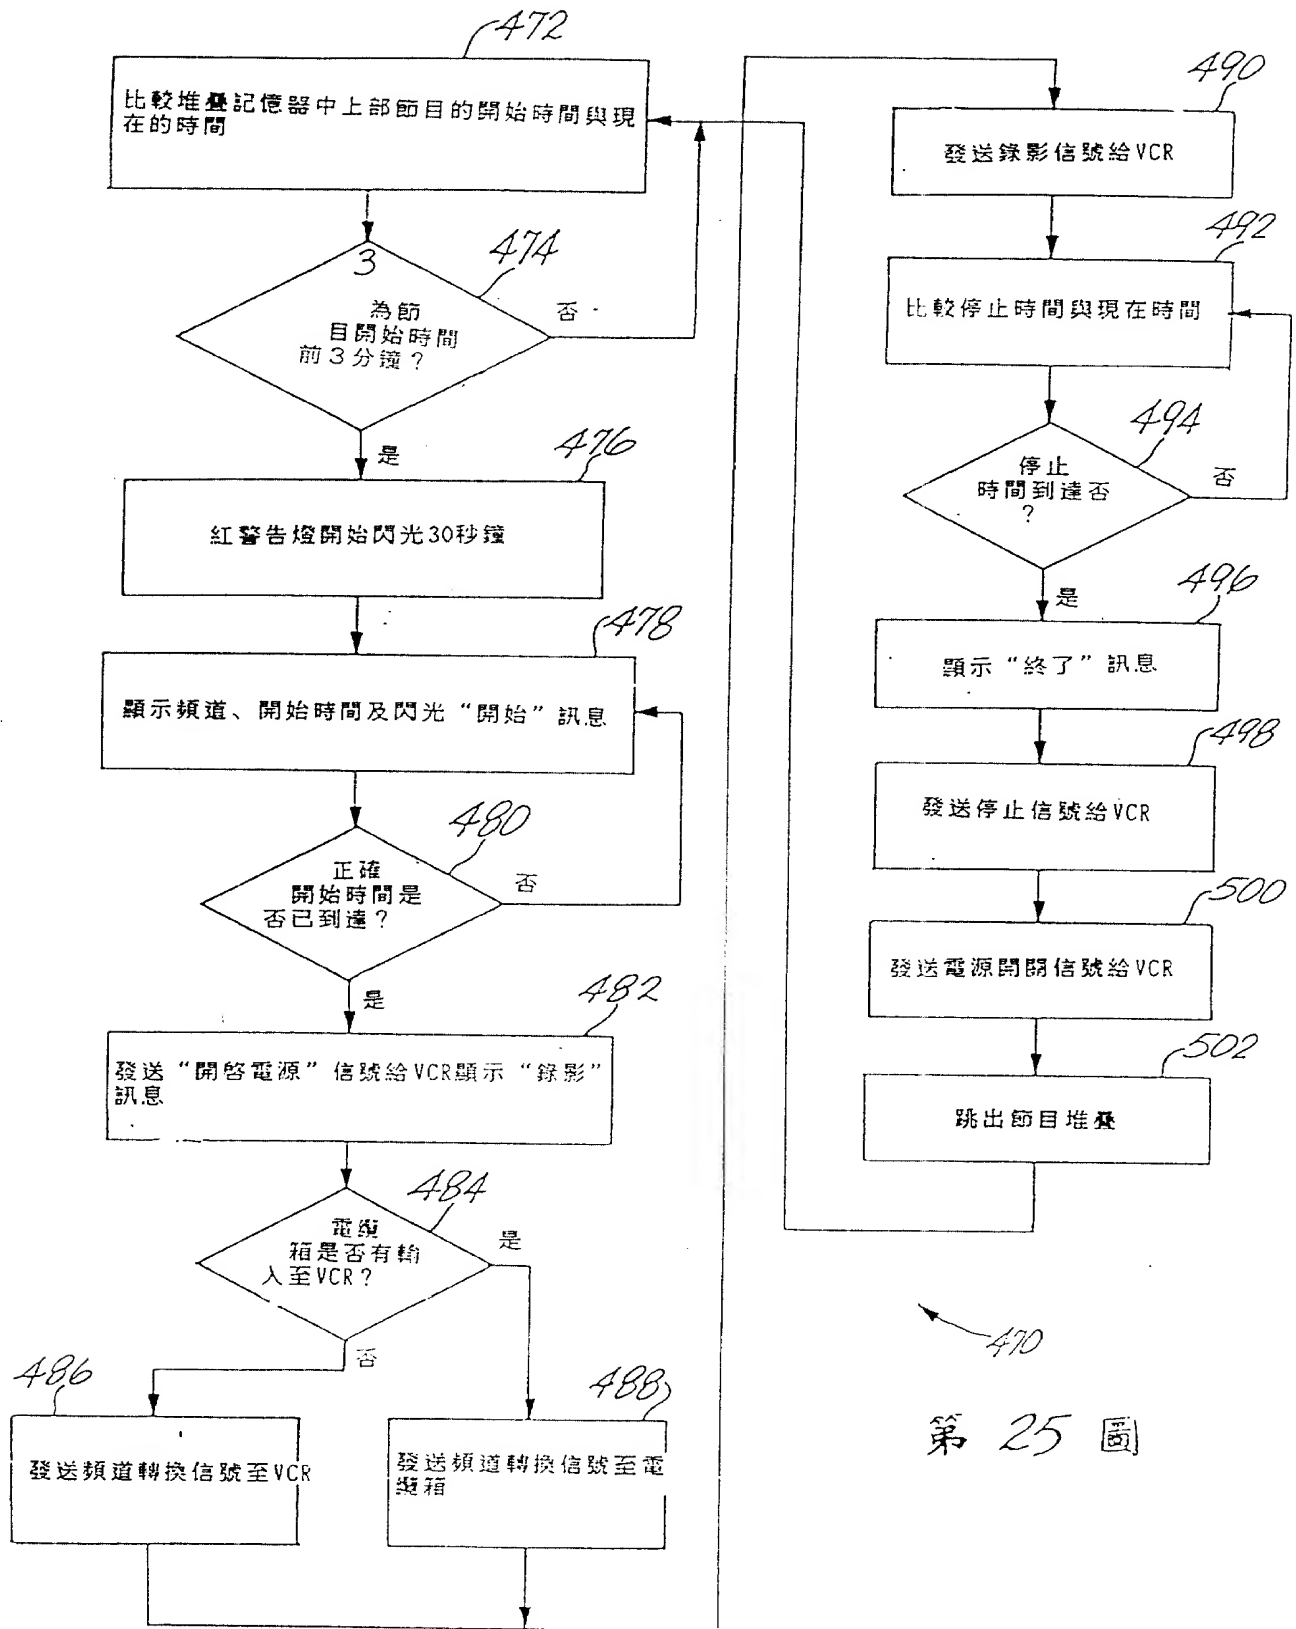 472
比較堆疊記憶器中上部節目的開始時間與現
在的時間
3
474
為節
目開始時間
前3分鐘?
否
是
476
紅警告燈開始閃光30秒鐘
478
顯示頻道、開始時間及閃光“開始”訊息
480
正確
開始時間是
否已到達?
否
是
482
發送“開啓電源”信號給VCR顯示“錄影”
訊息
484
電纜
箱是否有輸
入至VCR?
是
否
486
發送頻道轉換信號至VCR
488
發送頻道轉換信號至電
纜箱
490
發送錄影信號給VCR
492
比較停止時間與現在時間
494
停止
時間到達否
?
否
是
496
顯示“終了”訊息
498
發送停止信號給VCR
500
發送電源開關信號給VCR
502
跳出節目堆疊
470
第 25 圖